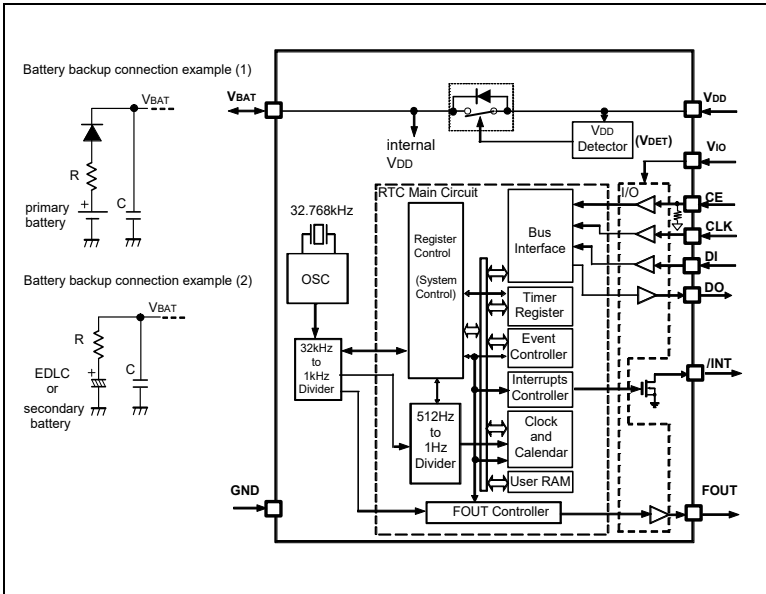 Battery backup connection example (1)
VBAT
R
+
primary
battery
C
Battery backup connection example (2)
VBAT
R
+
EDLC
or
secondary
battery
C
VBAT
internal
VDD
VDD
Detector
(VDET)
VDD
VIO
I/O
CE
CLK
DI
DO
/INT
FOUT
GND
32.768kHz
OSC
32kHz
to
1kHz
Divider
RTC Main Circuit
Register
Control
(System
Control)
512Hz
to
1Hz
Divider
Bus
Interface
Timer
Register
Event
Controller
Interrupts
Controller
Clock
and
Calendar
User RAM
FOUT Controller